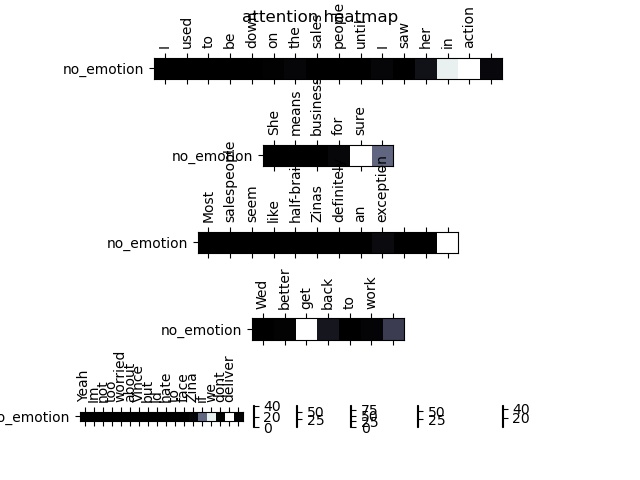 attention heatmap
I used to be down on the sales people until I saw her in action
no_emotion
She means business for sure
no_emotion
Most salespeople seem like half-brai Zinas definitel an exception
no_emotion
Wed better get back to work
no_emotion
Yeah Im not too worried about Vince but Id hate to face Zina if we dont deliver
o_emotion
40 20 0
50 25
75 50 25 0
50 25
40 20